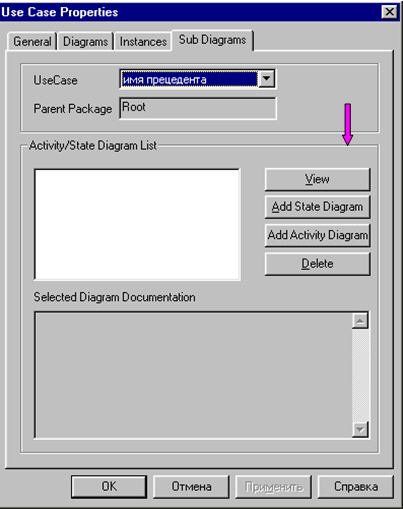 Use Case Properties
General Diagrams Instances Sub Diagrams
UseCase имя прецедента
Parent Package Root
Activity/State Diagram List
View
Add State Diagram
Add Activity Diagram
Delete
Selected Diagram Documentation
OK Отмена Применить Справка